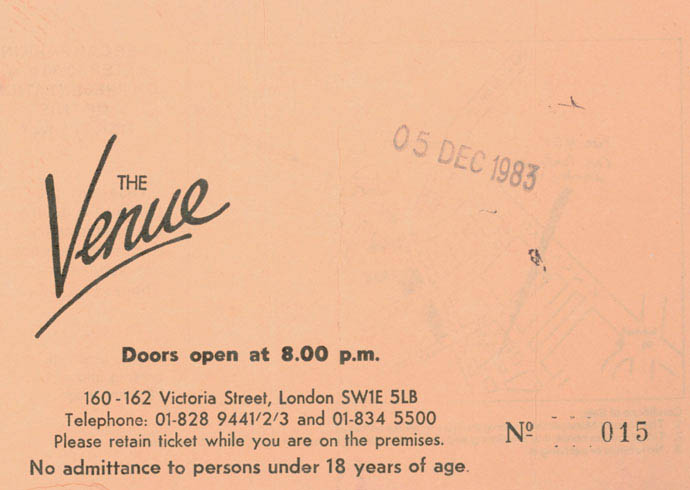 05 DEC 1983
THE
Venue
Doors open at 8.00 p.m.
160-162 Victoria Street, London SW1E 5LB
Telephone: 01-828 9441/2/3 and 01-834 5500
Please retain ticket while you are on the premises.
Nº 015
No admittance to persons under 18 years of age.